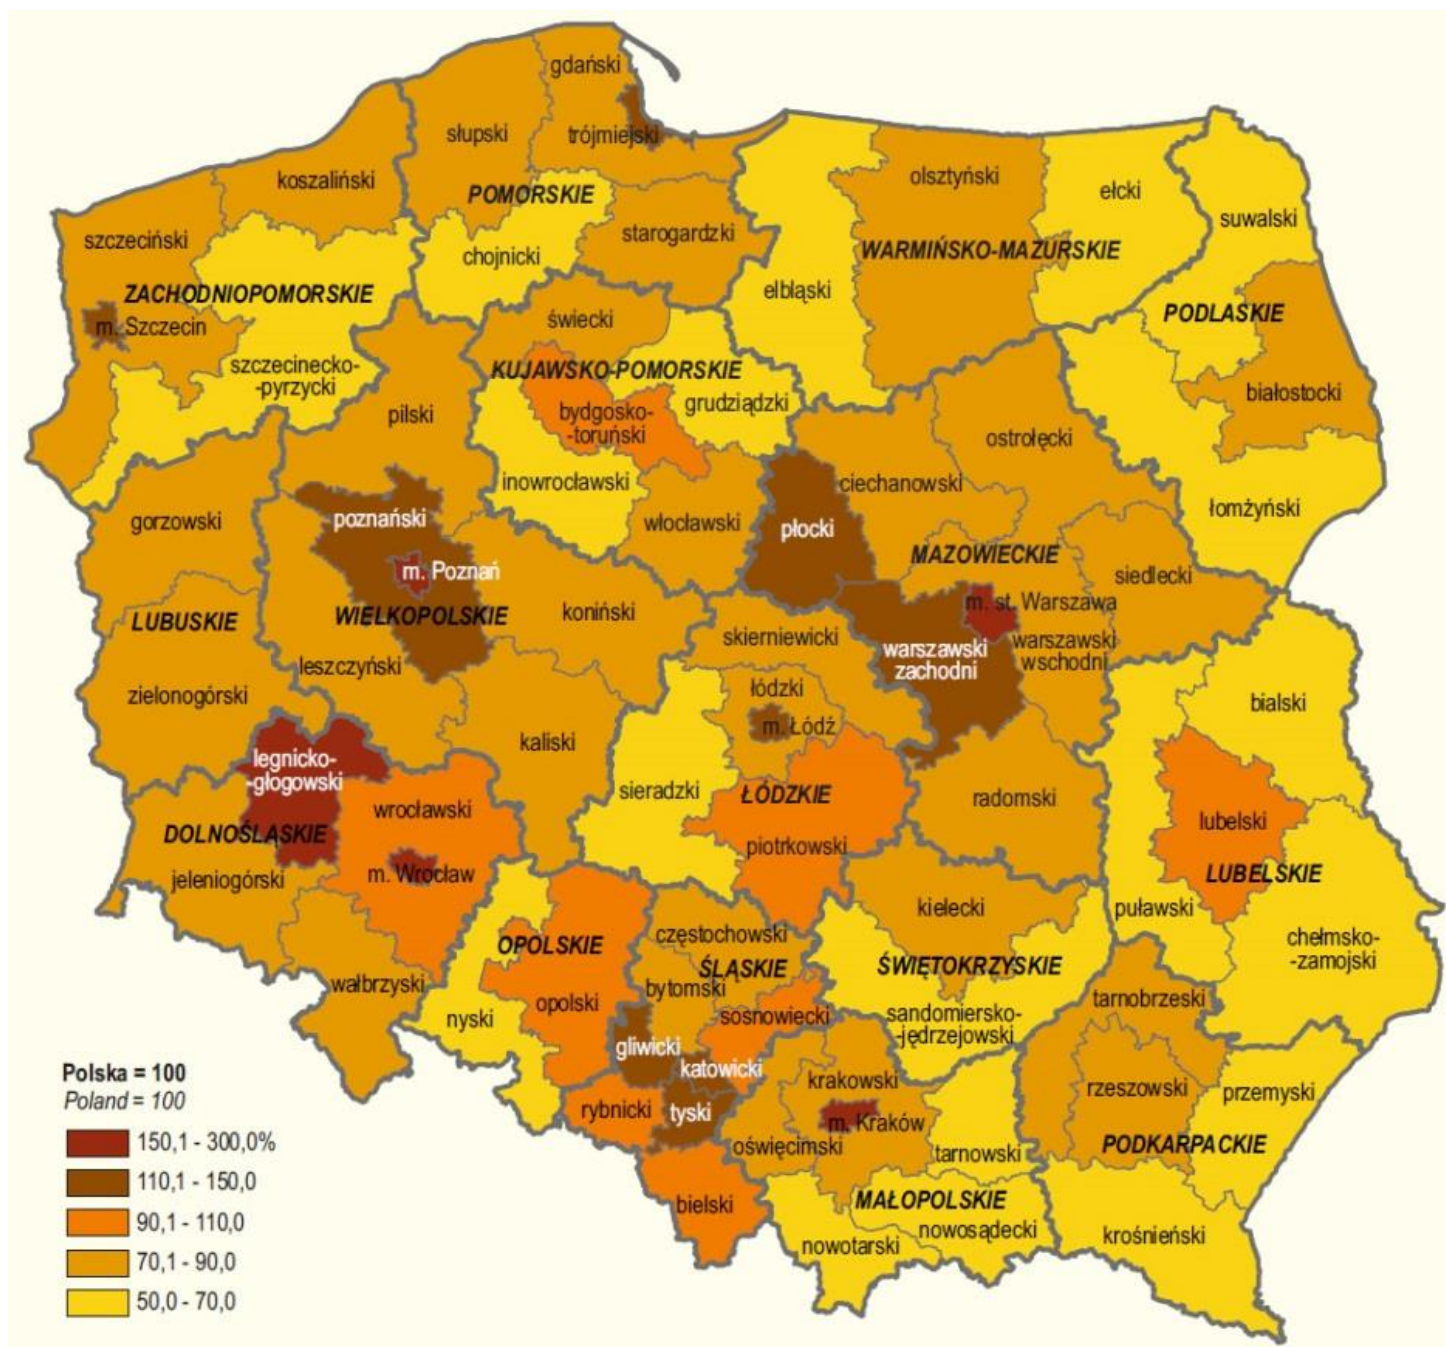 gdański
słupski
trójmiejski
koszaliński
POMORSKIE
olsztyński
ełcki
suwalski
szczeciński
starogardzki
chojnicki
WARMIŃSKO-MAZURSKIE
elbląski
ZACHODNIOPOMORSKIE
m. Szczecin
świecki
PODLASKIE
szczecinecko-
-pyrzycki
KUJAWSKO-POMORSKIE
białostocki
pilski
bydgosko-
-toruński
grudziądzki
ostrołęcki
inowrocławski
ciechanowski
łomżyński
gorzowski
poznański
włocławski
płocki
MAZOWIECKIE
m. Poznań
siedlecki
m. st. Warszawa
LUBUSKIE
WIELKOPOLSKIE
koniński
skierniewicki
warszawski
zachodni
warszawski
wschodni
leszczyński
zielonogórski
łódzki
bialski
m. Łódź
kaliski
legnicko-
-głogowski
sieradzki
ŁÓDZKIE
radomski
wrocławski
lubelski
DOLNOŚLĄSKIE
piotrkowski
m. Wrocław
jeleniogórski
LUBELSKIE
kielecki
puławski
częstochowski
chełmsko-
-zamojski
OPOLSKIE
ŚLĄSKIE
ŚWIĘTOKRZYSKIE
wałbrzyski
bytomski
opolski
tarnobrzeski
nyski
sosnowiecki
sandomiersko-
-jędrzejowski
gliwicki
katowicki
krakowski
rzeszowski
przemyski
rybnicki
tyski
m. Kraków
oświęcimski
tarnowski
PODKARPACKIE
bielski
MAŁOPOLSKIE
nowosądecki
nowotarski
krośnieński
Polska = 100
Poland = 100
150,1 - 300,0%
110,1 - 150,0
90,1 - 110,0
70,1 - 90,0
50,0 - 70,0